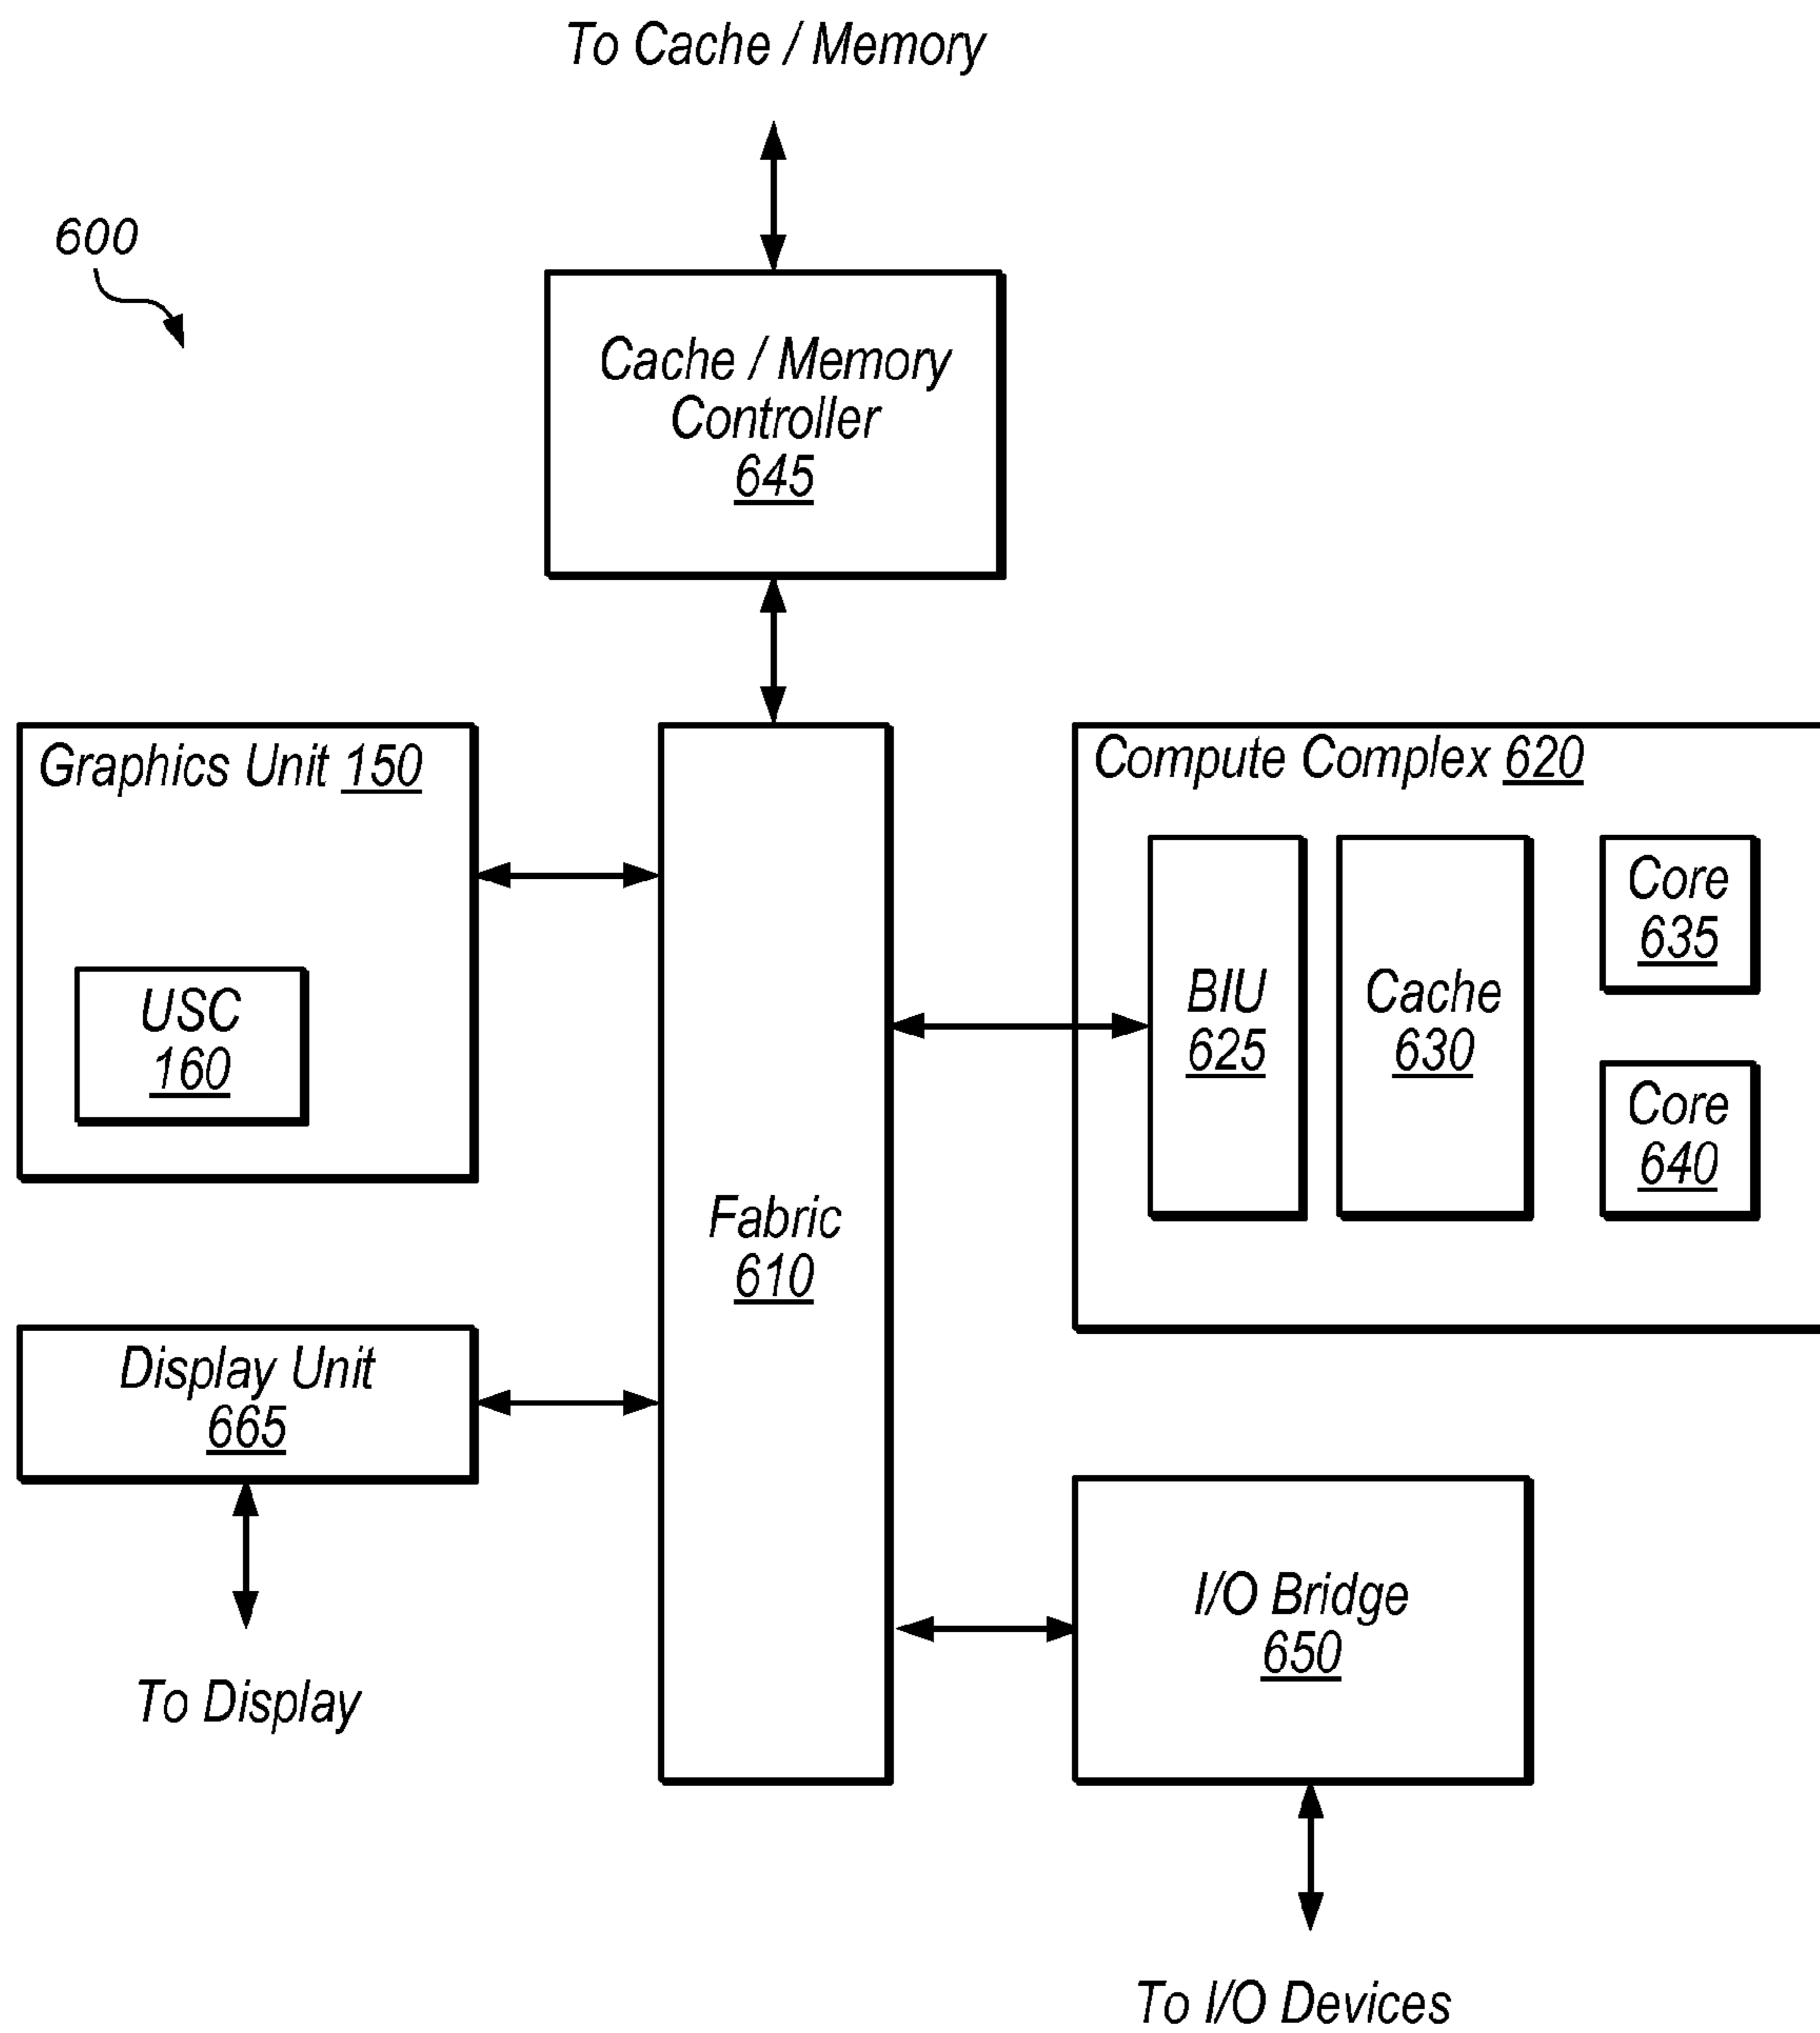 To Cache / Memory
600
Cache / Memory
Controller
645
Graphics Unit 150
USC
160
Fabric
610
Compute Complex 620
BIU
625
Cache
630
Core
635
Core
640
Display Unit
665
To Display
I/O Bridge
650
To I/O Devices